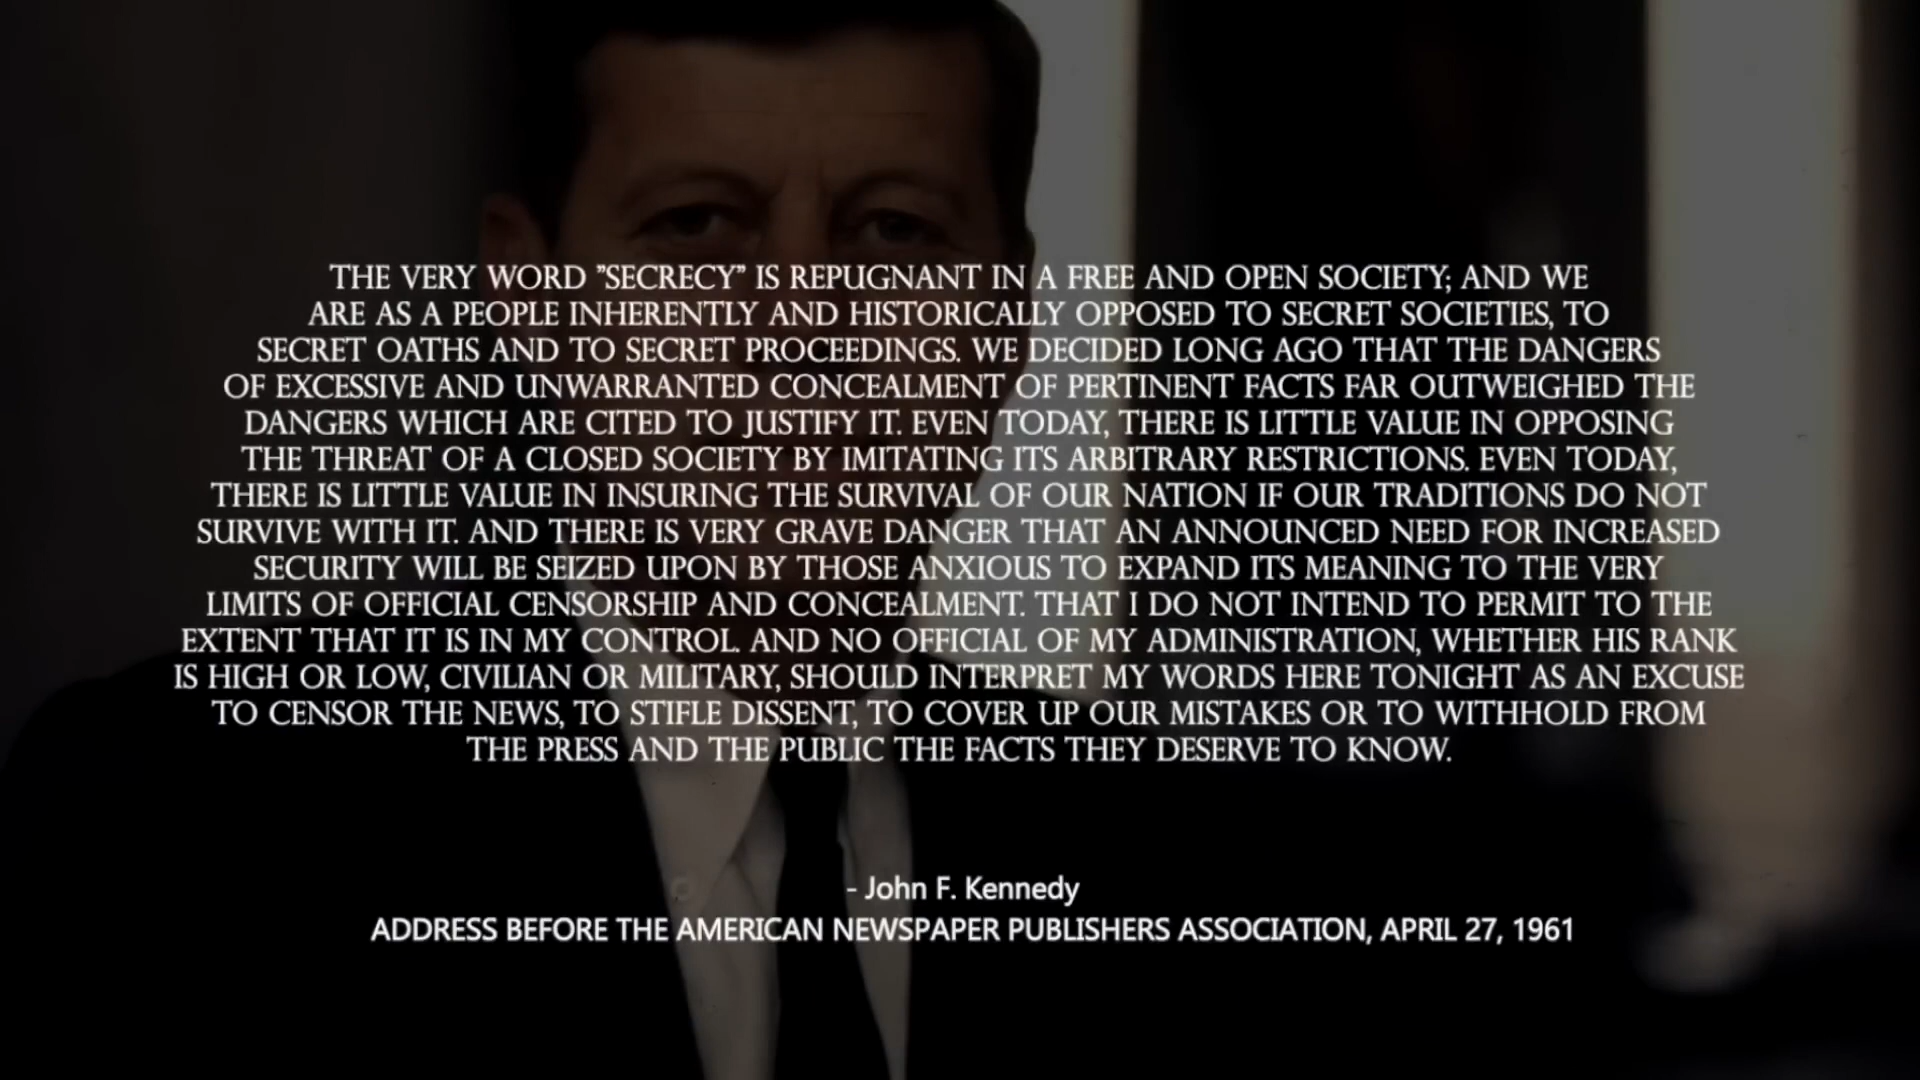 THE VERY WORD "SECRECY" IS REPUGNANT IN A FREE AND OPEN SOCIETY; AND WE
ARE AS A PEOPLE INHERENTLY AND HISTORICALLY OPPOSED TO SECRET SOCIETIES, TO
SECRET OATHS AND TO SECRET PROCEEDINGS. WE DECIDED LONG AGO THAT THE DANGERS
OF EXCESSIVE AND UNWARRANTED CONCEALMENT OF PERTINENT FACTS FAR OUTWEIGHED THE
DANGERS WHICH ARE CITED TO JUSTIFY IT. EVEN TODAY, THERE IS LITTLE VALUE IN OPPOSING
THE THREAT OF A CLOSED SOCIETY BY IMITATING ITS ARBITRARY RESTRICTIONS. EVEN TODAY,
THERE IS LITTLE VALUE IN INSURING THE SURVIVAL OF OUR NATION IF OUR TRADITIONS DO NOT
SURVIVE WITH IT. AND THERE IS VERY GRAVE DANGER THAT AN ANNOUNCED NEED FOR INCREASED
SECURITY WILL BE SEIZED UPON BY THOSE ANXIOUS TO EXPAND ITS MEANING TO THE VERY
LIMITS OF OFFICIAL CENSORSHIP AND CONCEALMENT. THAT I DO NOT INTEND TO PERMIT TO THE
EXTENT THAT IT IS IN MY CONTROL. AND NO OFFICIAL OF MY ADMINISTRATION, WHETHER HIS RANK
IS HIGH OR LOW, CIVILIAN OR MILITARY, SHOULD INTERPRET MY WORDS HERE TONIGHT AS AN EXCUSE
TO CENSOR THE NEWS, TO STIFLE DISSENT, TO COVER UP OUR MISTAKES OR TO WITHHOLD FROM
THE PRESS AND THE PUBLIC THE FACTS THEY DESERVE TO KNOW.
- John F. Kennedy
ADDRESS BEFORE THE AMERICAN NEWSPAPER PUBLISHERS ASSOCIATION, APRIL 27, 1961